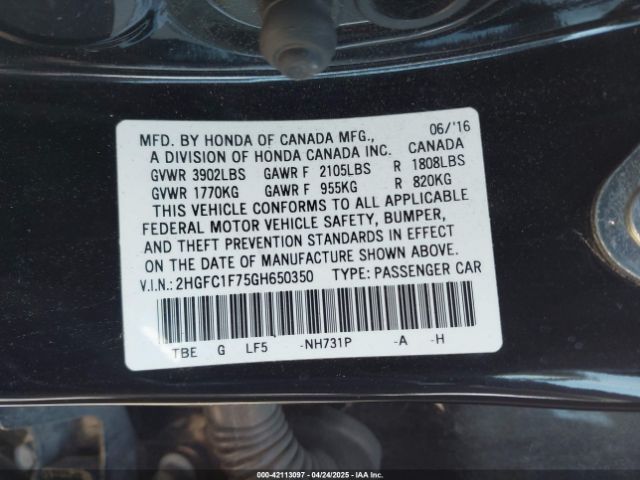 MFD. BY HONDA OF CANADA MFG., 06/'16
A DIVISION OF HONDA CANADA INC. CANADA
GVWR 3902LBS GAWR F 2105LBS R 1808LBS
GVWR 1770KG GAWR F 955KG R 820KG
THIS VEHICLE CONFORMS TO ALL APPLICABLE
FEDERAL MOTOR VEHICLE SAFETY, BUMPER,
AND THEFT PREVENTION STANDARDS IN EFFECT
ON THE DATE OF MANUFACTURE SHOWN ABOVE.
V.I.N.: 2HGFC1F75GH650350 TYPE: PASSENGER CAR
TBE G LF5 -NH731P -A -H
000-42113097 - 04/24/2025 - IAA Inc.